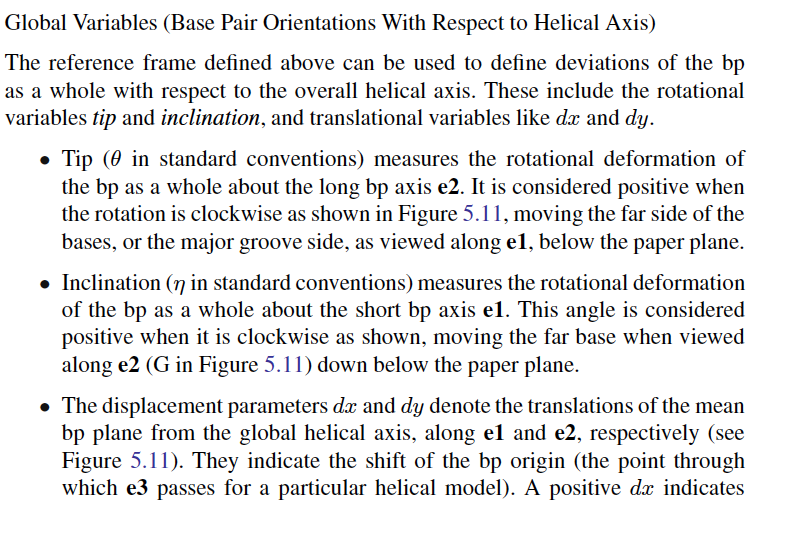 Global Variables (Base Pair Orientations With Respect to Helical Axis)
The reference frame defined above can be used to define deviations of the bp
as a whole with respect to the overall helical axis. These include the rotational
variables tip and inclination, and translational variables like dx and dy.
• Tip (θ in standard conventions) measures the rotational deformation of
the bp as a whole about the long bp axis e2. It is considered positive when
the rotation is clockwise as shown in Figure 5.11, moving the far side of the
bases, or the major groove side, as viewed along e1, below the paper plane.
• Inclination (η in standard conventions) measures the rotational deformation
of the bp as a whole about the short bp axis e1. This angle is considered
positive when it is clockwise as shown, moving the far base when viewed
along e2 (G in Figure 5.11) down below the paper plane.
• The displacement parameters dx and dy denote the translations of the mean
bp plane from the global helical axis, along e1 and e2, respectively (see
Figure 5.11). They indicate the shift of the bp origin (the point through
which e3 passes for a particular helical model). A positive dx indicates